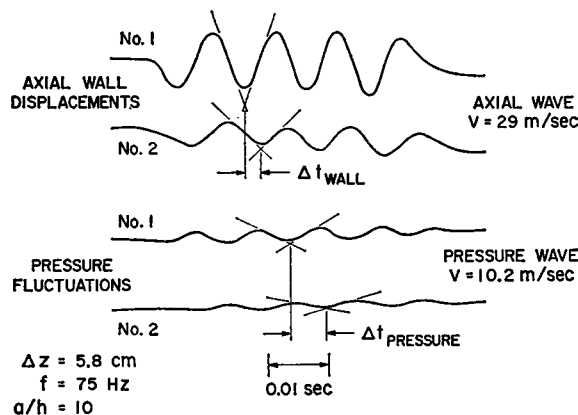 No. 1
AXIAL WALL
DISPLACEMENTS
AXIAL WAVE
V = 29 m/sec
No. 2
Δt WALL
No. 1
PRESSURE
FLUCTUATIONS
PRESSURE WAVE
V = 10.2 m/sec
No. 2
Δt PRESSURE
Δz = 5.8 cm
f = 75 Hz
a/h = 10
0.01 sec